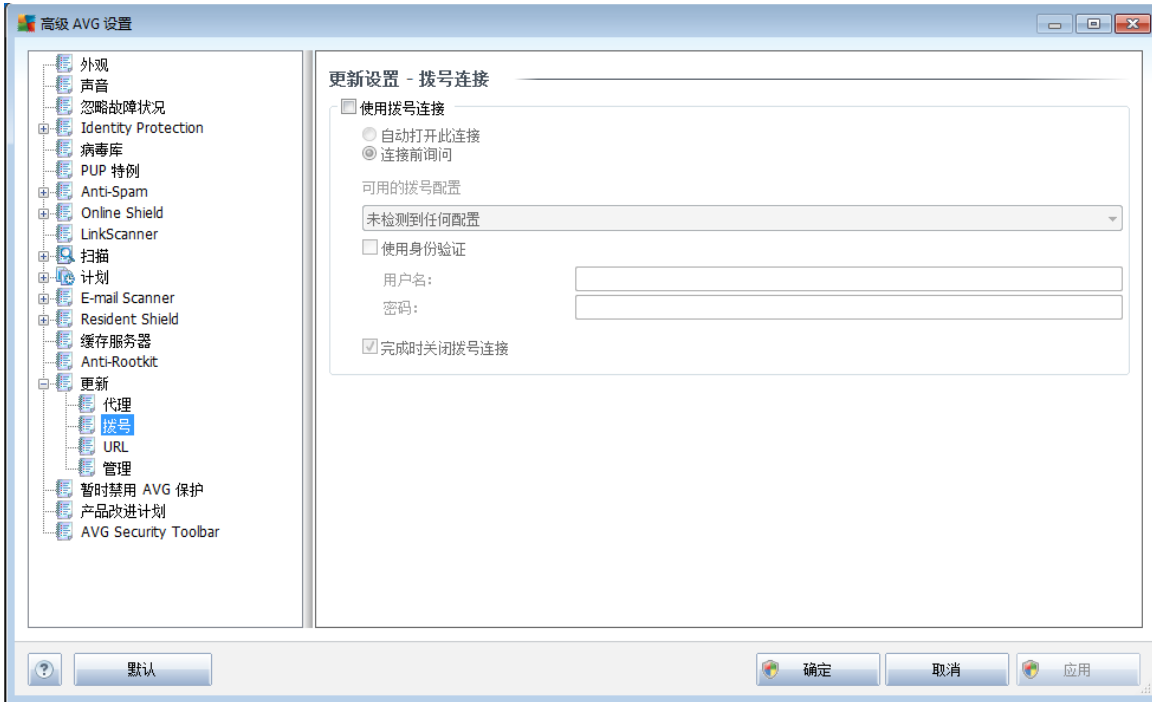 高级 AVG 设置
外观
声音
忽略故障状况
Identity Protection
病毒库
PUP 特例
Anti-Spam
Online Shield
LinkScanner
扫描
计划
E-mail Scanner
Resident Shield
缓存服务器
Anti-Rootkit
更新
代理
拨号
URL
管理
暂时禁用 AVG 保护
产品改进计划
AVG Security Toolbar
更新设置 - 拨号连接
使用拨号连接
自动打开此连接
连接前询问
可用的拨号配置
未检测到任何配置
使用身份验证
用户名:
密码:
完成时关闭拨号连接
?
默认
确定
取消
应用